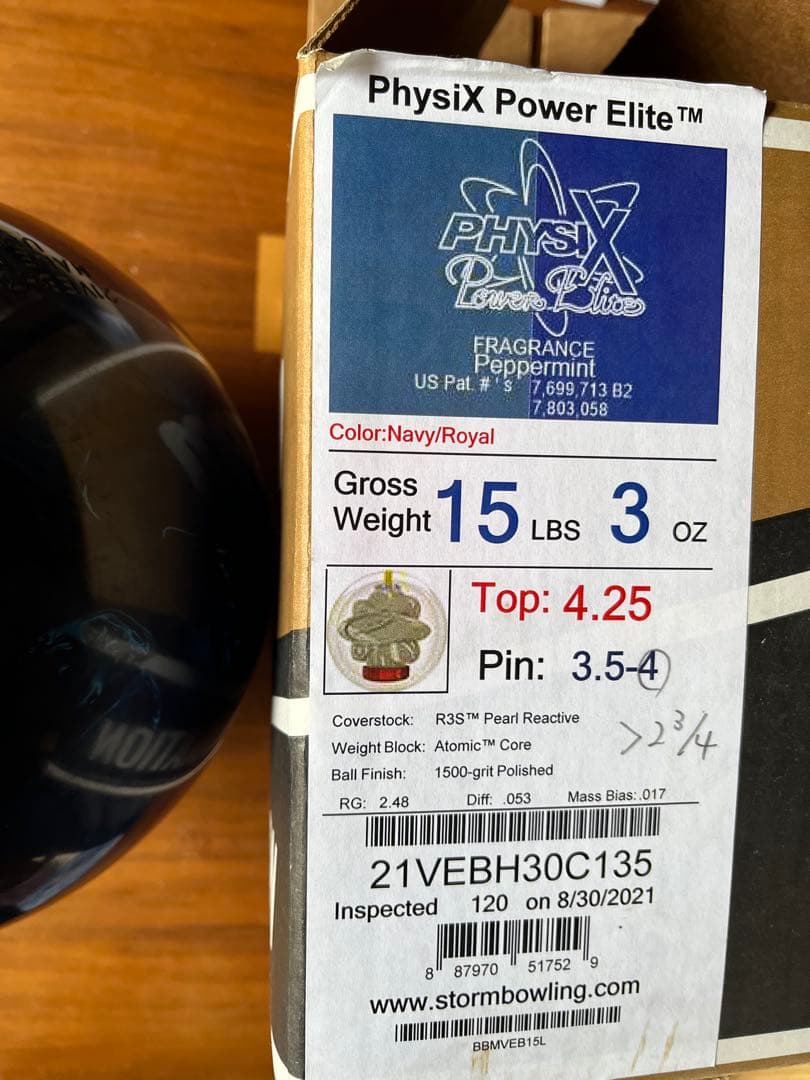 PhysiX Power Elite™
PHYSIX
Power Elite
FRAGRANCE
Peppermint
US Pat. #'s 7,699,713 B2
7,803,058
Color:Navy/Royal
Gross Weight 15 LBS 3 OZ
Top: 4.25
Pin: 3.5-4
>2 3/4
Coverstock: R3S™ Pearl Reactive
Weight Block: Atomic™ Core
Ball Finish: 1500-grit Polished
RG: 2.48 Diff: .053 Mass Bias:.017
21VEBH30C135
Inspected 120 on 8/30/2021
8 87970 51752 9
www.stormbowling.com
BBMVEB15L